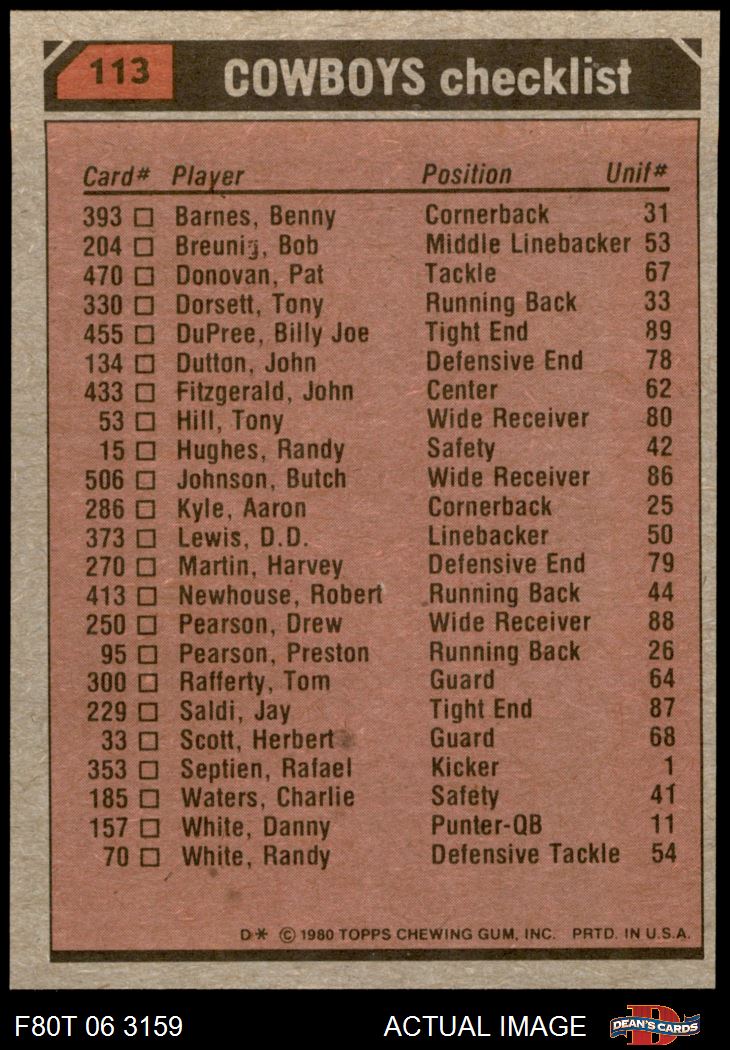 113 COWBOYS checklist
Card# Player Position Unif#
393 □ Barnes, Benny Cornerback 31
204 □ Breunig, Bob Middle Linebacker 53
470 □ Donovan, Pat Tackle 67
330 □ Dorsett, Tony Running Back 33
455 □ DuPree, Billy Joe Tight End 89
134 □ Dutton, John Defensive End 78
433 □ Fitzgerald, John Center 62
53 □ Hill, Tony Wide Receiver 80
15 □ Hughes, Randy Safety 42
506 □ Johnson, Butch Wide Receiver 86
286 □ Kyle, Aaron Cornerback 25
373 □ Lewis, D.D. Linebacker 50
270 □ Martin, Harvey Defensive End 79
413 □ Newhouse, Robert Running Back 44
250 □ Pearson, Drew Wide Receiver 88
95 □ Pearson, Preston Running Back 26
300 □ Rafferty, Tom Guard 64
229 □ Saldi, Jay Tight End 87
33 □ Scott, Herbert Guard 68
353 □ Septien, Rafael Kicker 1
185 □ Waters, Charlie Safety 41
157 □ White, Danny Punter-QB 11
70 □ White, Randy Defensive Tackle 54
D* © 1980 TOPPS CHEWING GUM, INC. PRTD. IN U.S.A.
F80T 06 3159 ACTUAL IMAGE D DEAN'S CARDS